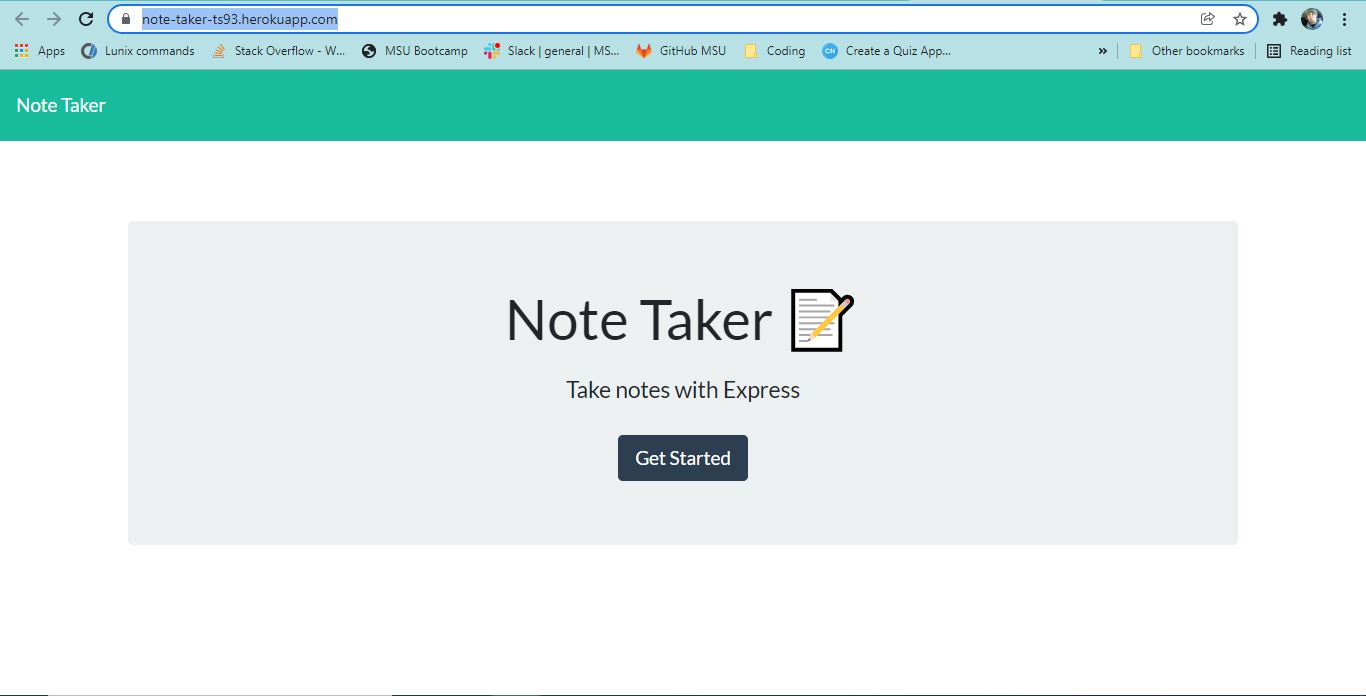 note-taker-ts93.herokuapp.com
Apps Lunix commands Stack Overflow - W... MSU Bootcamp Slack | general | MS... GitHub MSU Coding CN Create a Quiz App... » Other bookmarks Reading list
Note Taker
Note Taker
Take notes with Express
Get Started